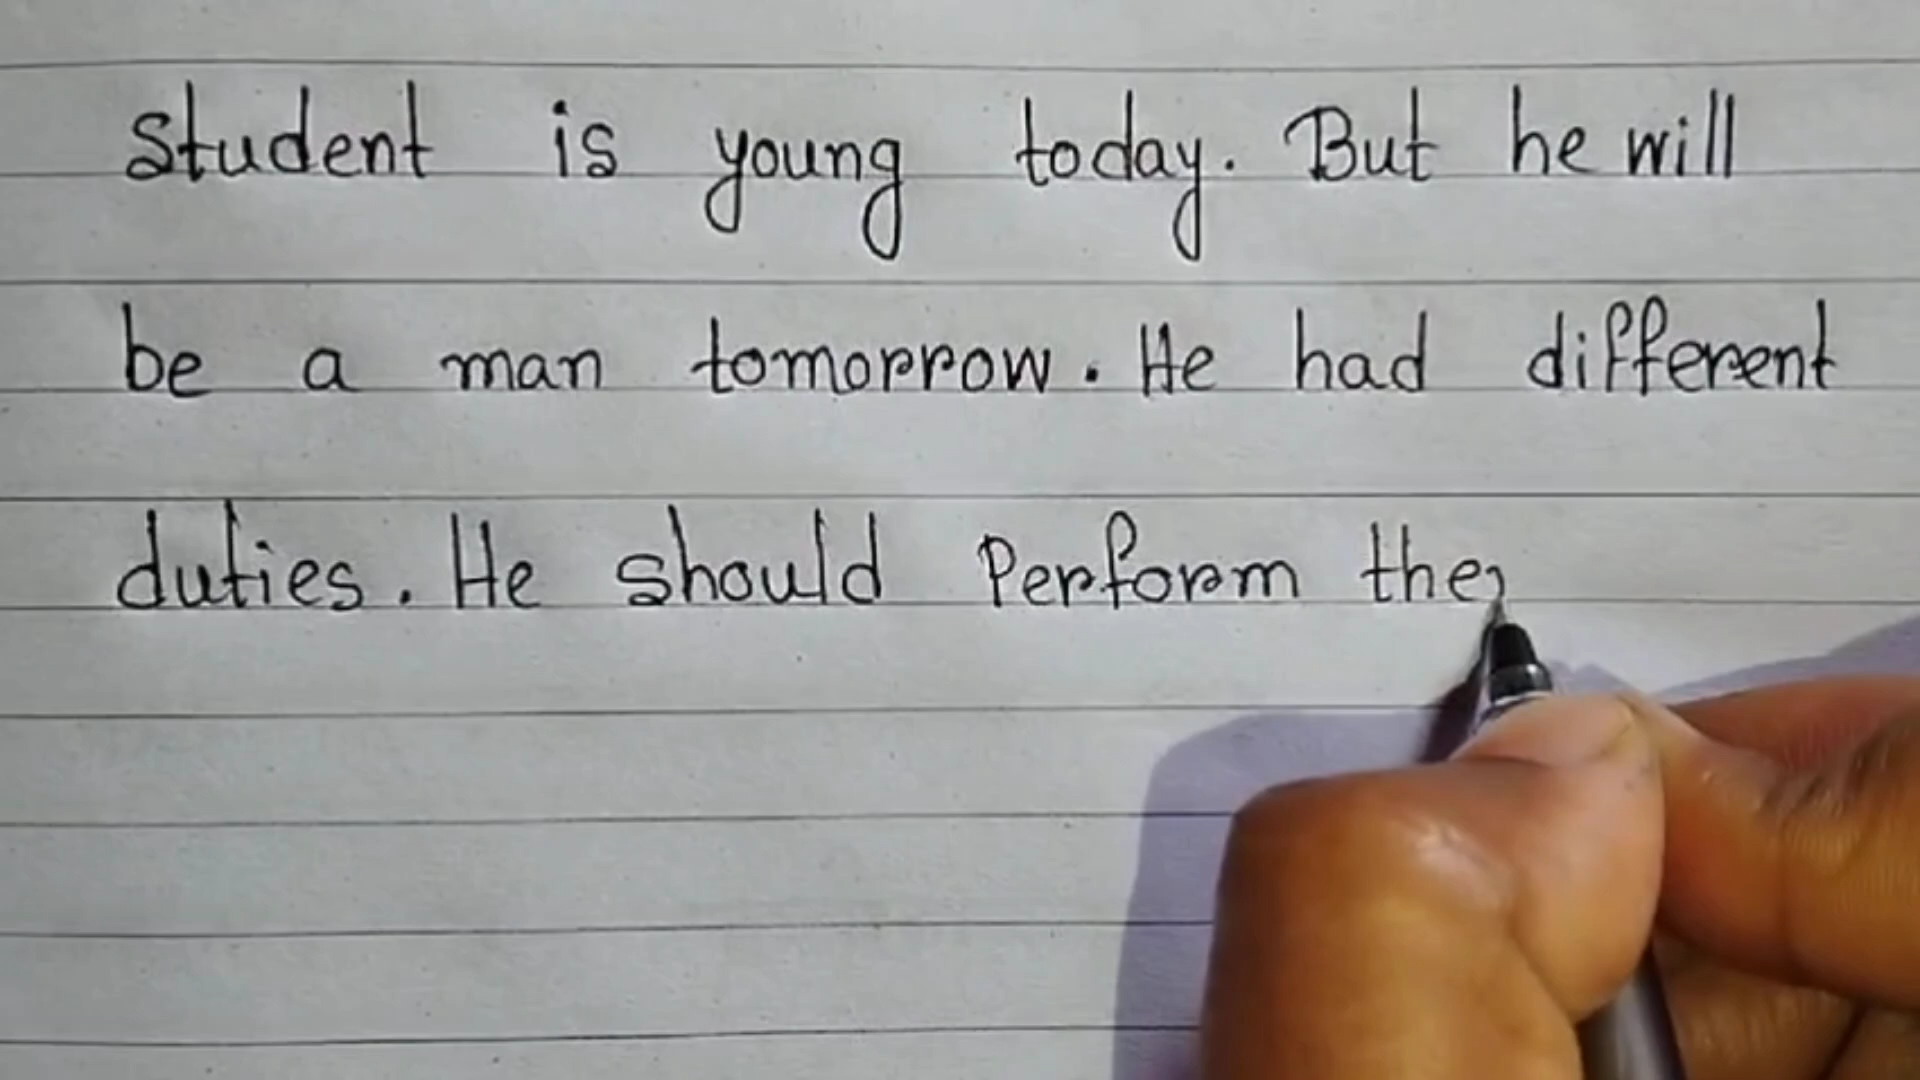 Student is young today. But he will
be a man tomorrow. He had different
duties. He should Perform the